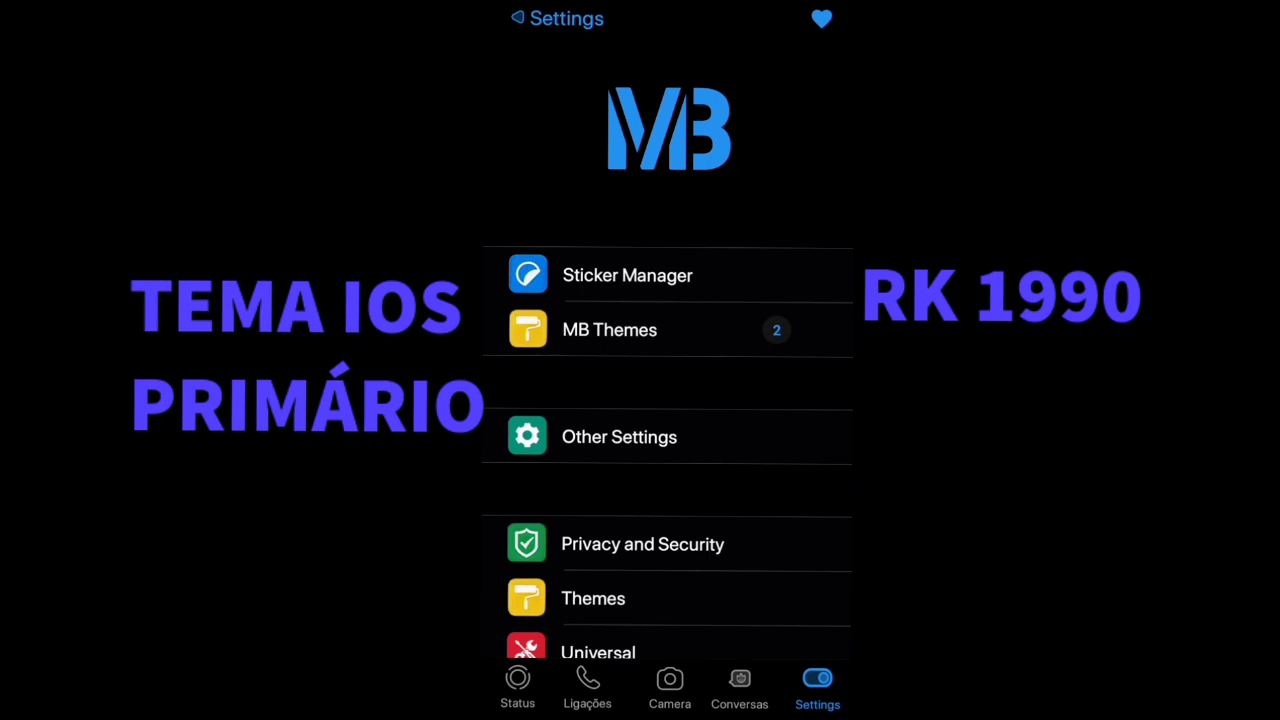 Settings
MB
TEMA IOS
PRIMÁRIO
RK 1990
Sticker Manager
MB Themes 2
Other Settings
Privacy and Security
Themes
Universal
Status Ligações Camera Conversas Settings